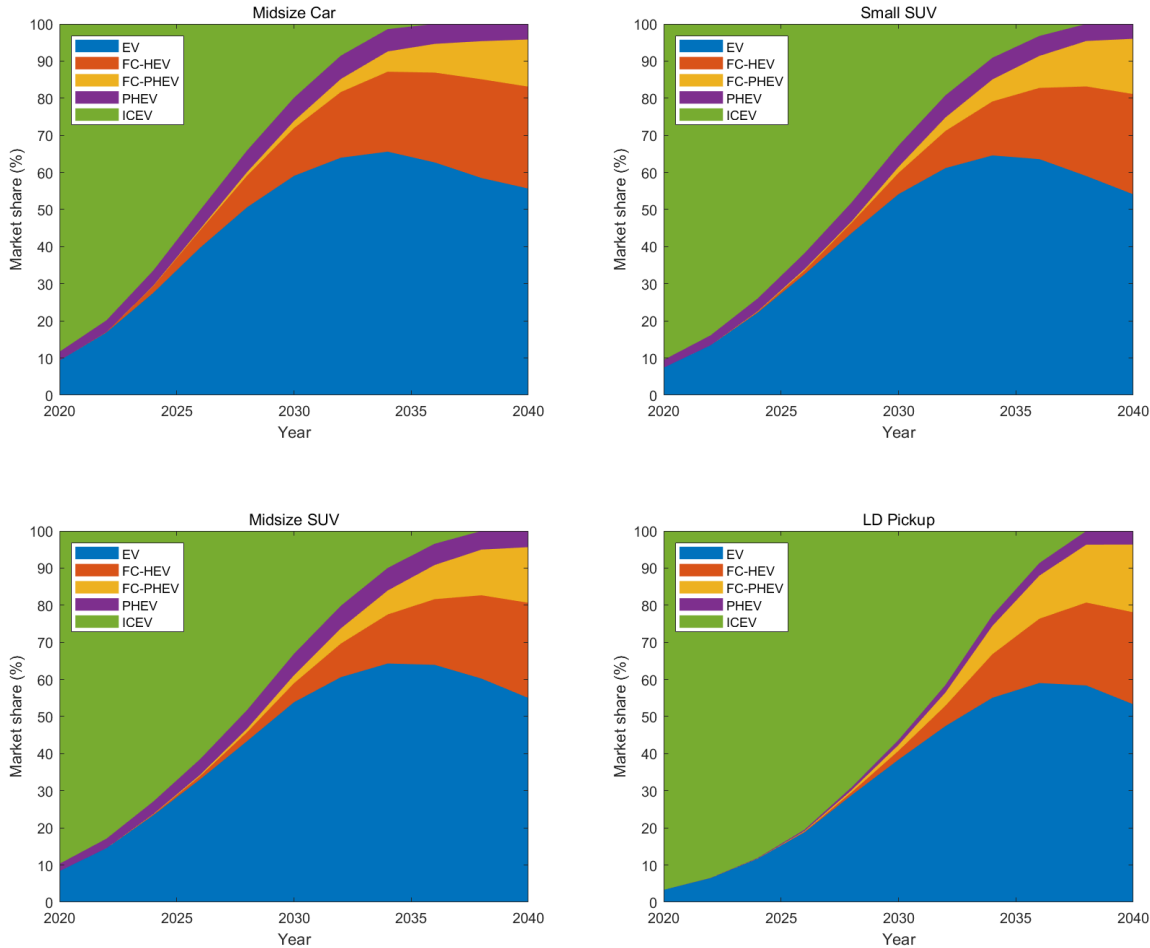 Midsize Car
100
90
80
70
60
50
40
30
20
10
0
Market share (%)
EV
FC-HEV
FC-PHEV
PHEV
ICEV
2020 2025 2030 2035 2040
Year
Small SUV
100
90
80
70
60
50
40
30
20
10
0
Market share (%)
EV
FC-HEV
FC-PHEV
PHEV
ICEV
2020 2025 2030 2035 2040
Year
Midsize SUV
100
90
80
70
60
50
40
30
20
10
0
Market share (%)
EV
FC-HEV
FC-PHEV
PHEV
ICEV
2020 2025 2030 2035 2040
Year
LD Pickup
100
90
80
70
60
50
40
30
20
10
0
Market share (%)
EV
FC-HEV
FC-PHEV
PHEV
ICEV
2020 2025 2030 2035 2040
Year